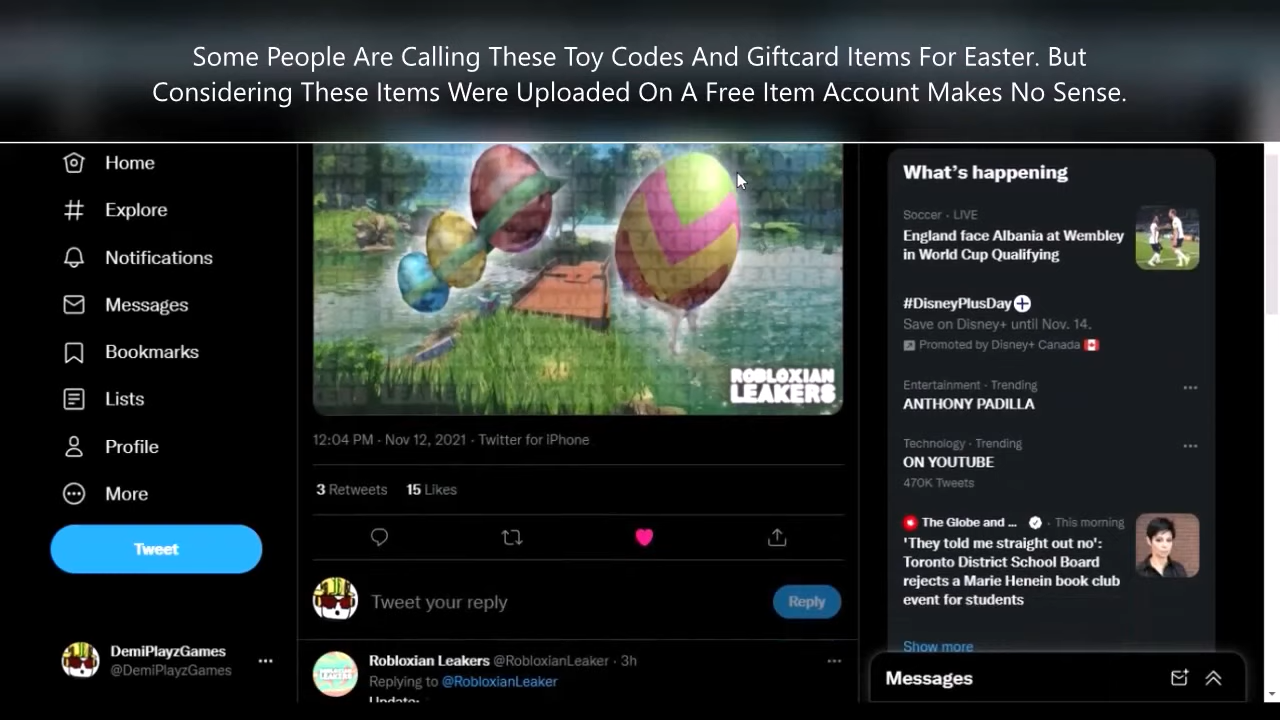 Some People Are Calling These Toy Codes And Giftcard Items For Easter. But
Considering These Items Were Uploaded On A Free Item Account Makes No Sense.
Home
Explore
Notifications
Messages
Bookmarks
Lists
Profile
More
Tweet
DemiPlayzGames
@DemiPlayzGames
ROBLOXIAN
LEAKERS
12:04 PM · Nov 12, 2021 · Twitter for iPhone
3 Retweets 15 Likes
Tweet your reply
Reply
Robloxian Leakers @RobloxianLeaker · 3h
Replying to @RobloxianLeaker
Update:
What's happening
Soccer · LIVE
England face Albania at Wembley
in World Cup Qualifying
#DisneyPlusDay
Save on Disney+ until Nov. 14.
Promoted by Disney+ Canada
Entertainment · Trending
ANTHONY PADILLA
Technology · Trending
ON YOUTUBE
470K Tweets
The Globe and ... · This morning
'They told me straight out no':
Toronto District School Board
rejects a Marie Henein book club
event for students
Show more
Messages